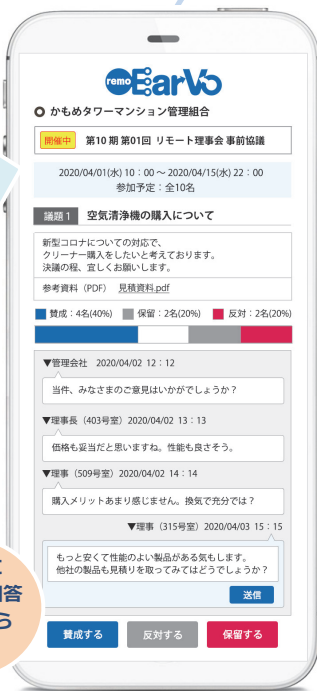 remo EarVo
かもめタワーマンション管理組合
開催中 第10期 第01回 リモート理事会 事前協議
2020/04/01(水) 10：00～2020/04/15(水) 22：00
参加予定：全10名
議題1 空気清浄機の購入について
新型コロナについての対応で、
クリーナー購入をしたいと考えております。
決議の程、宜しくお願いします。
参考資料（PDF） 見積資料.pdf
賛成：4名(40%) 保留：2名(20%) 反対：2名(20%)
▼管理会社 2020/04/02 12：12
当件、みなさまのご意見はいかがでしょうか？
▼理事長（403号室）2020/04/02 13：13
価格も妥当だと思いますね。性能も良さそう。
▼理事（509号室）2020/04/02 14：14
購入メリットあまり感じません。換気で充分では？
▼理事（315号室）2020/04/03 15：15
もっと安くて性能のよい製品がある気もします。
他社の製品も見積りを取ってみてはどうでしょうか？
送信
賛成する 反対する 保留する
答
ら